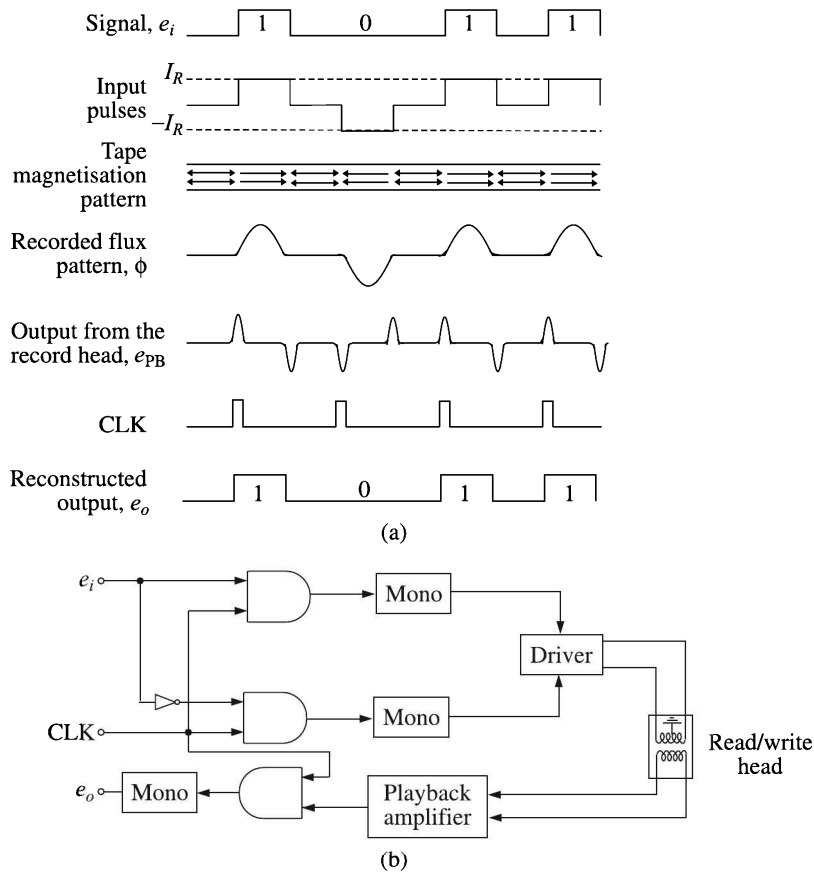 Signal, e_i
1 0 1 1
I_R
Input
pulses
–I_R
Tape
magnetisation
pattern
Recorded flux
pattern, ϕ
Output from the
record head, e_PB
CLK
Reconstructed
output, e_o
1 0 1 1
(a)
e_i
Mono
Driver
Mono
CLK
Read/write
head
e_o
Mono
Playback
amplifier
(b)